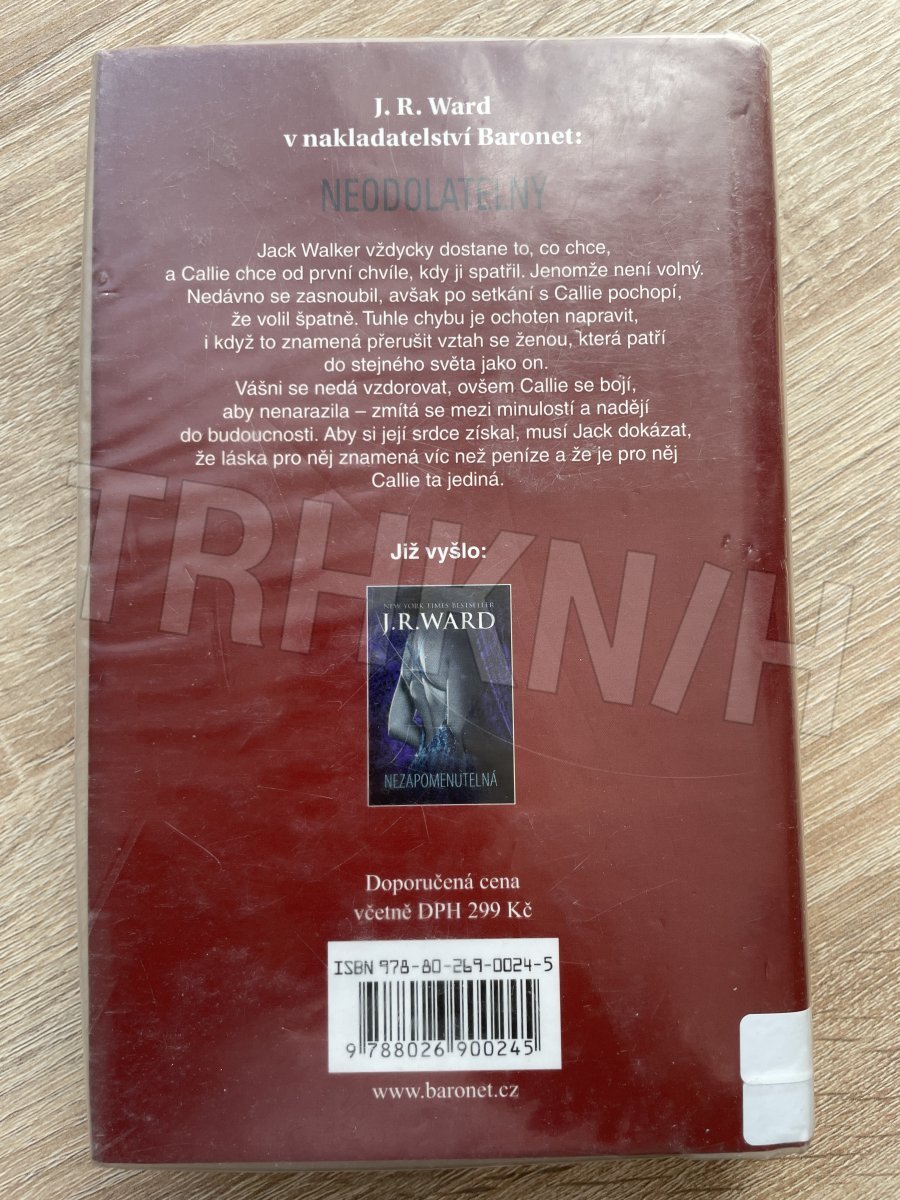 J. R. Ward
v nakladatelství Baronet:
NEODOLATELNÝ
Jack Walker vždycky dostane to, co chce,
a Callie chce od první chvíle, kdy ji spatřil. Jenomže není volný.
Nedávno se zasnoubil, avšak po setkání s Callie pochopí,
že volil špatně. Tuhle chybu je ochoten napravit,
i když to znamená přerušit vztah se ženou, která patří
do stejného světa jako on.
Vášni se nedá vzdorovat, ovšem Callie se bojí,
aby nenarazila – zmítá se mezi minulostí a nadějí
do budoucnosti. Aby si její srdce získal, musí Jack dokázat,
že láska pro něj znamená víc než peníze a že je pro něj
Callie ta jediná.
TRHKNIH
Již vyšlo:
NEW YORK TIMES BESTSELLER
J.R.WARD
NEZAPOMENUTELNÁ
Doporučená cena
včetně DPH 299 Kč
ISBN 978-80-269-0024-5
9 788026 900245
www.baronet.cz